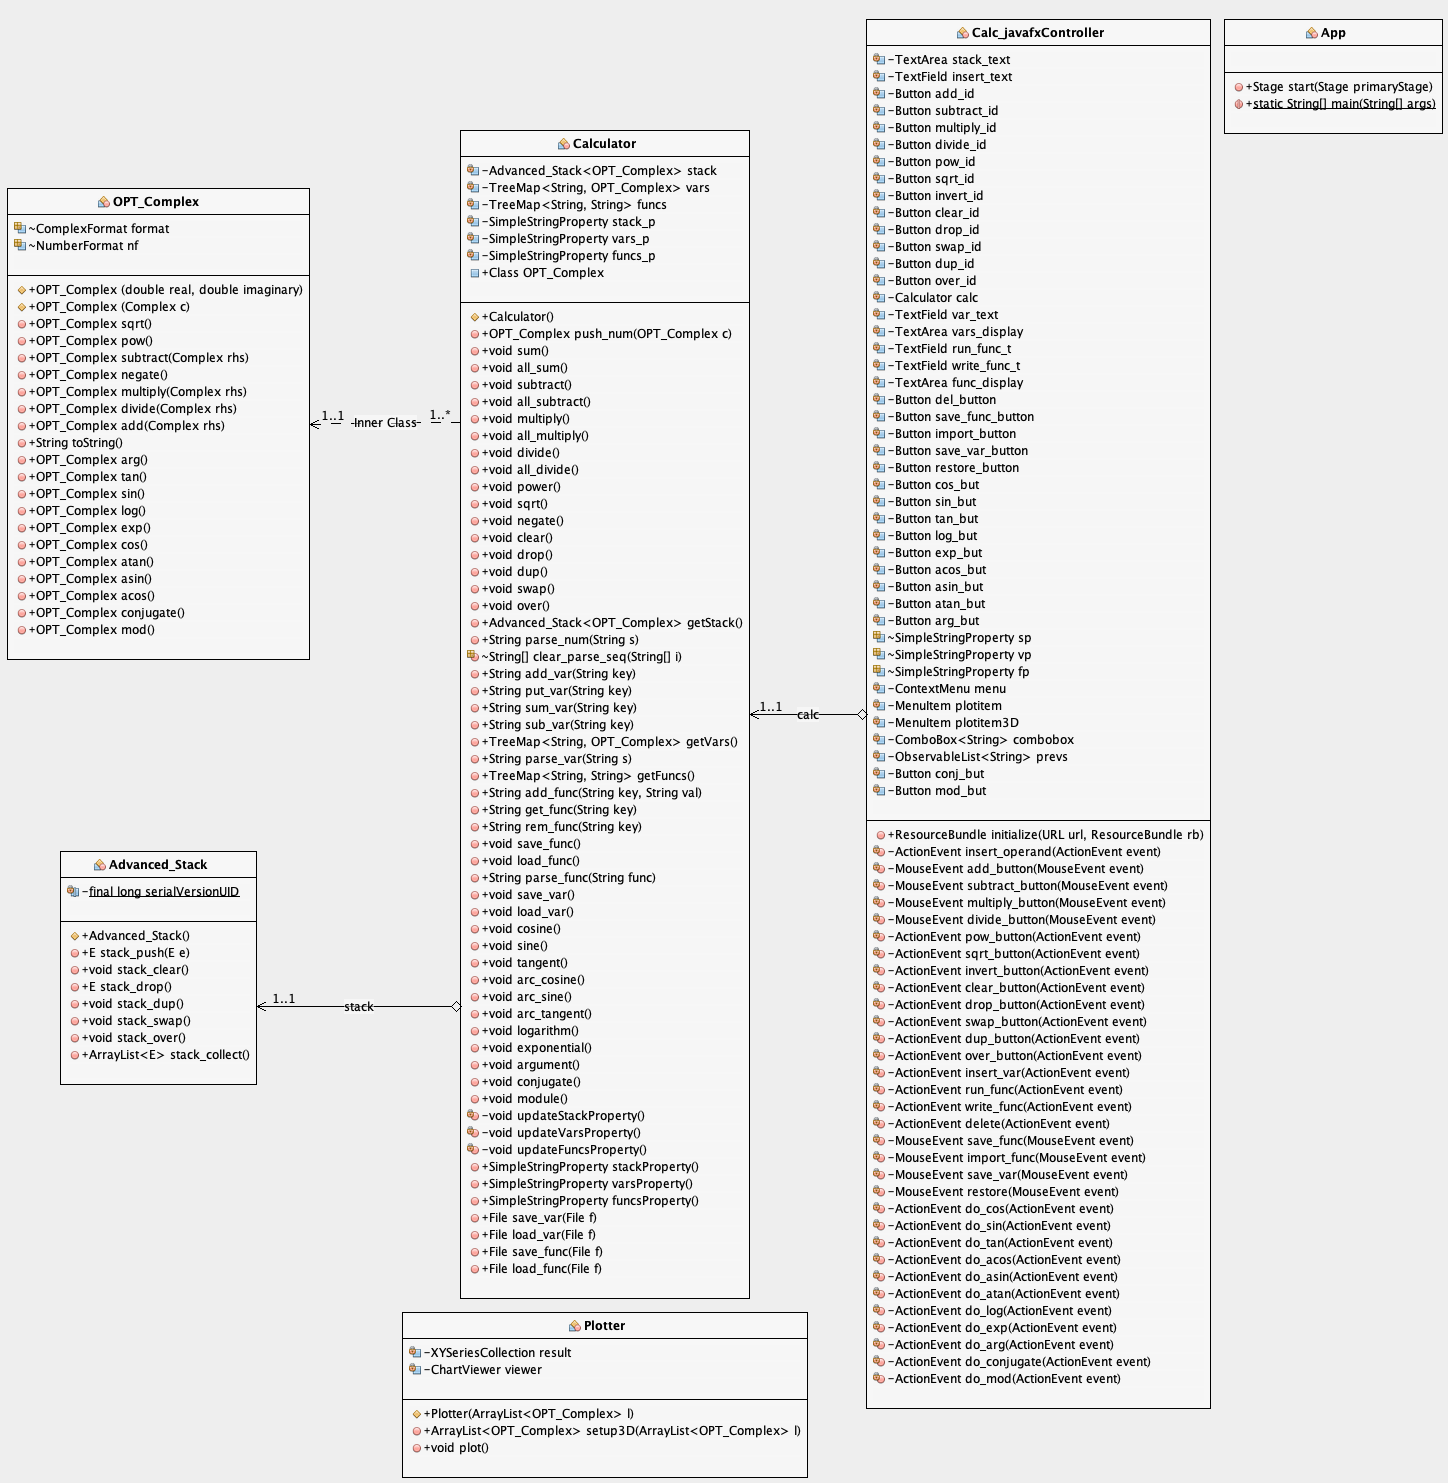 OPT_Complex
~ComplexFormat format
~NumberFormat nf
+OPT_Complex (double real, double imaginary)
+OPT_Complex (Complex c)
+OPT_Complex sqrt()
+OPT_Complex pow()
+OPT_Complex subtract(Complex rhs)
+OPT_Complex negate()
+OPT_Complex multiply(Complex rhs)
+OPT_Complex divide(Complex rhs)
+OPT_Complex add(Complex rhs)
+String toString()
+OPT_Complex arg()
+OPT_Complex tan()
+OPT_Complex sin()
+OPT_Complex log()
+OPT_Complex exp()
+OPT_Complex cos()
+OPT_Complex atan()
+OPT_Complex asin()
+OPT_Complex acos()
+OPT_Complex conjugate()
+OPT_Complex mod()
1..1
Inner Class
1..*
Advanced_Stack
-final long serialVersionUID
+Advanced_Stack()
+E stack_push(E e)
+void stack_clear()
+E stack_drop()
+void stack_dup()
+void stack_swap()
+void stack_over()
+ArrayList<E> stack_collect()
1..1
stack
Calculator
-Advanced_Stack<OPT_Complex> stack
-TreeMap<String, OPT_Complex> vars
-TreeMap<String, String> funcs
-SimpleStringProperty stack_p
-SimpleStringProperty vars_p
-SimpleStringProperty funcs_p
+Class OPT_Complex
+Calculator()
+OPT_Complex push_num(OPT_Complex c)
+void sum()
+void all_sum()
+void subtract()
+void all_subtract()
+void multiply()
+void all_multiply()
+void divide()
+void all_divide()
+void power()
+void sqrt()
+void negate()
+void clear()
+void drop()
+void dup()
+void swap()
+void over()
+Advanced_Stack<OPT_Complex> getStack()
+String parse_num(String s)
~String[] clear_parse_seq(String[] i)
+String add_var(String key)
+String put_var(String key)
+String sum_var(String key)
+String sub_var(String key)
+TreeMap<String, OPT_Complex> getVars()
+String parse_var(String s)
+TreeMap<String, String> getFuncs()
+String add_func(String key, String val)
+String get_func(String key)
+String rem_func(String key)
+void save_func()
+void load_func()
+String parse_func(String func)
+void save_var()
+void load_var()
+void cosine()
+void sine()
+void tangent()
+void arc_cosine()
+void arc_sine()
+void arc_tangent()
+void logarithm()
+void exponential()
+void argument()
+void conjugate()
+void module()
-void updateStackProperty()
-void updateVarsProperty()
-void updateFuncsProperty()
+SimpleStringProperty stackProperty()
+SimpleStringProperty varsProperty()
+SimpleStringProperty funcsProperty()
+File save_var(File f)
+File load_var(File f)
+File save_func(File f)
+File load_func(File f)
Plotter
-XYSeriesCollection result
-ChartViewer viewer
+Plotter(ArrayList<OPT_Complex> l)
+ArrayList<OPT_Complex> setup3D(ArrayList<OPT_Complex> l)
+void plot()
1..1
calc
Calc_javafxController
-TextArea stack_text
-TextField insert_text
-Button add_id
-Button subtract_id
-Button multiply_id
-Button divide_id
-Button pow_id
-Button sqrt_id
-Button invert_id
-Button clear_id
-Button drop_id
-Button swap_id
-Button dup_id
-Button over_id
-Calculator calc
-TextField var_text
-TextArea vars_display
-TextField run_func_t
-TextField write_func_t
-TextArea func_display
-Button del_button
-Button save_func_button
-Button import_button
-Button save_var_button
-Button restore_button
-Button cos_but
-Button sin_but
-Button tan_but
-Button log_but
-Button exp_but
-Button acos_but
-Button asin_but
-Button atan_but
-Button arg_but
~SimpleStringProperty sp
~SimpleStringProperty vp
~SimpleStringProperty fp
-ContextMenu menu
-MenuItem plotitem
-MenuItem plotitem3D
-ComboBox<String> combobox
-ObservableList<String> prevs
-Button conj_but
-Button mod_but
+ResourceBundle initialize(URL url, ResourceBundle rb)
-ActionEvent insert_operand(ActionEvent event)
-MouseEvent add_button(MouseEvent event)
-MouseEvent subtract_button(MouseEvent event)
-MouseEvent multiply_button(MouseEvent event)
-MouseEvent divide_button(MouseEvent event)
-ActionEvent pow_button(ActionEvent event)
-ActionEvent sqrt_button(ActionEvent event)
-ActionEvent invert_button(ActionEvent event)
-ActionEvent clear_button(ActionEvent event)
-ActionEvent drop_button(ActionEvent event)
-ActionEvent swap_button(ActionEvent event)
-ActionEvent dup_button(ActionEvent event)
-ActionEvent over_button(ActionEvent event)
-ActionEvent insert_var(ActionEvent event)
-ActionEvent run_func(ActionEvent event)
-ActionEvent write_func(ActionEvent event)
-ActionEvent delete(ActionEvent event)
-MouseEvent save_func(MouseEvent event)
-MouseEvent import_func(MouseEvent event)
-MouseEvent save_var(MouseEvent event)
-MouseEvent restore(MouseEvent event)
-ActionEvent do_cos(ActionEvent event)
-ActionEvent do_sin(ActionEvent event)
-ActionEvent do_tan(ActionEvent event)
-ActionEvent do_acos(ActionEvent event)
-ActionEvent do_asin(ActionEvent event)
-ActionEvent do_atan(ActionEvent event)
-ActionEvent do_log(ActionEvent event)
-ActionEvent do_exp(ActionEvent event)
-ActionEvent do_arg(ActionEvent event)
-ActionEvent do_conjugate(ActionEvent event)
-ActionEvent do_mod(ActionEvent event)
App
+Stage start(Stage primaryStage)
+static String[] main(String[] args)